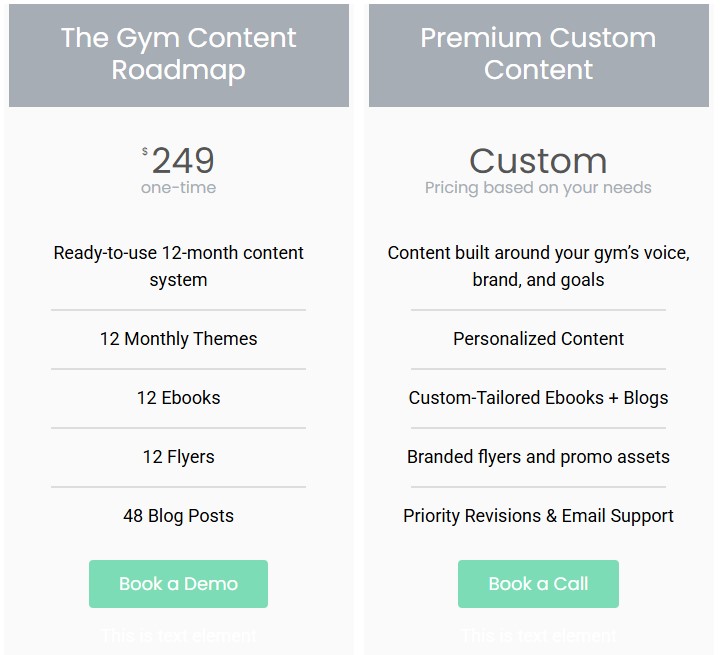 The Gym Content
Roadmap
$249
one-time
Ready-to-use 12-month content
system
12 Monthly Themes
12 Ebooks
12 Flyers
48 Blog Posts
Book a Demo
This is text element
Premium Custom
Content
Custom
Pricing based on your needs
Content built around your gym’s voice,
brand, and goals
Personalized Content
Custom-Tailored Ebooks + Blogs
Branded flyers and promo assets
Priority Revisions & Email Support
Book a Call
This is text element